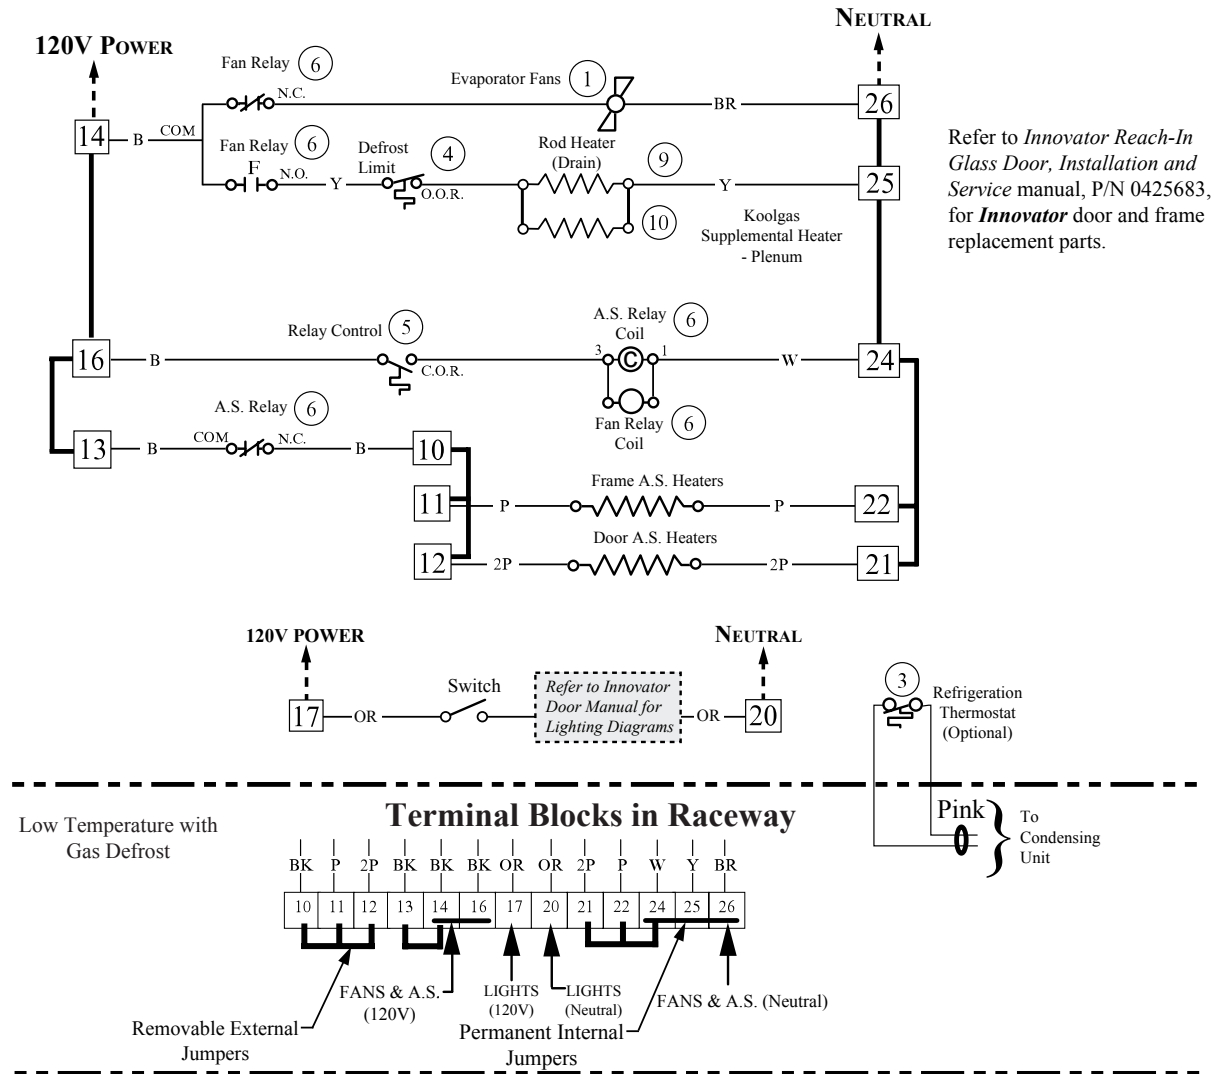 NEUTRAL
120V POWER
Fan Relay 6
Evaporator Fans 1
N.C.
26
BR
14 B COM
Fan Relay 6
Defrost
Limit
4
Rod Heater
(Drain)
9
F
N.O.
Y
O.O.R.
Y
25
10
Koolgas
Supplemental Heater
- Plenum
Refer to Innovator Reach-In
Glass Door, Installation and
Service manual, P/N 0425683,
for Innovator door and frame
replacement parts.
A.S. Relay
Coil
6
Relay Control 5
16 B
C.O.R.
3 C 1
W
24
Fan Relay
Coil
6
A.S. Relay 6
13 B COM N.C. B 10
Frame A.S. Heaters
11 P P 22
Door A.S. Heaters
12 2P 2P 21
120V POWER
NEUTRAL
Switch
17 OR
Refer to Innovator
Door Manual for
Lighting Diagrams
OR 20
3
Refrigeration
Thermostat
(Optional)
Pink
To
Condensing
Unit
Low Temperature with
Gas Defrost
Terminal Blocks in Raceway
BK P 2P BK BK BK OR OR 2P P W Y BR
10 11 12 13 14 16 17 20 21 22 24 25 26
FANS & A.S.
(120V)
LIGHTS
(120V)
LIGHTS
(Neutral)
FANS & A.S. (Neutral)
Removable External
Jumpers
Permanent Internal
Jumpers